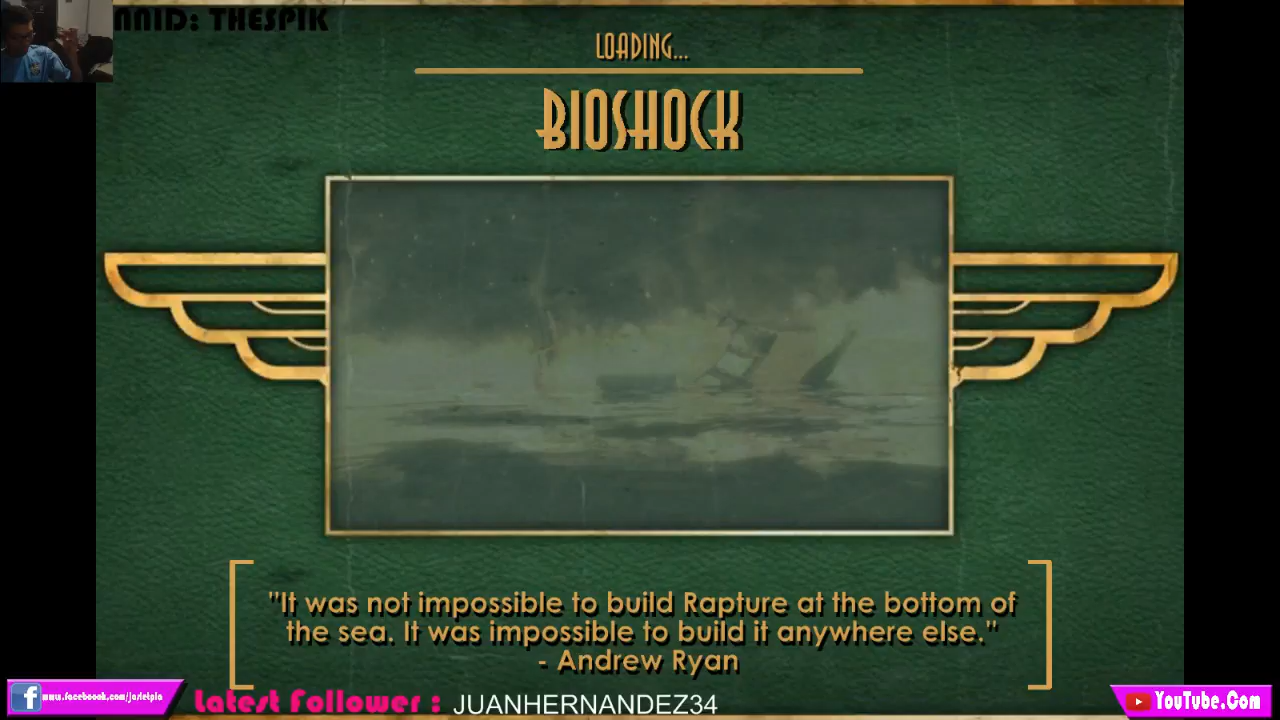 NNID: THESPIK
LOADING...
BIOSHOCK
"It was not impossible to build Rapture at the bottom of
the sea. It was impossible to build it anywhere else."
- Andrew Ryan
Latest Follower : JUANHERNANDEZ34
YouTube.Com